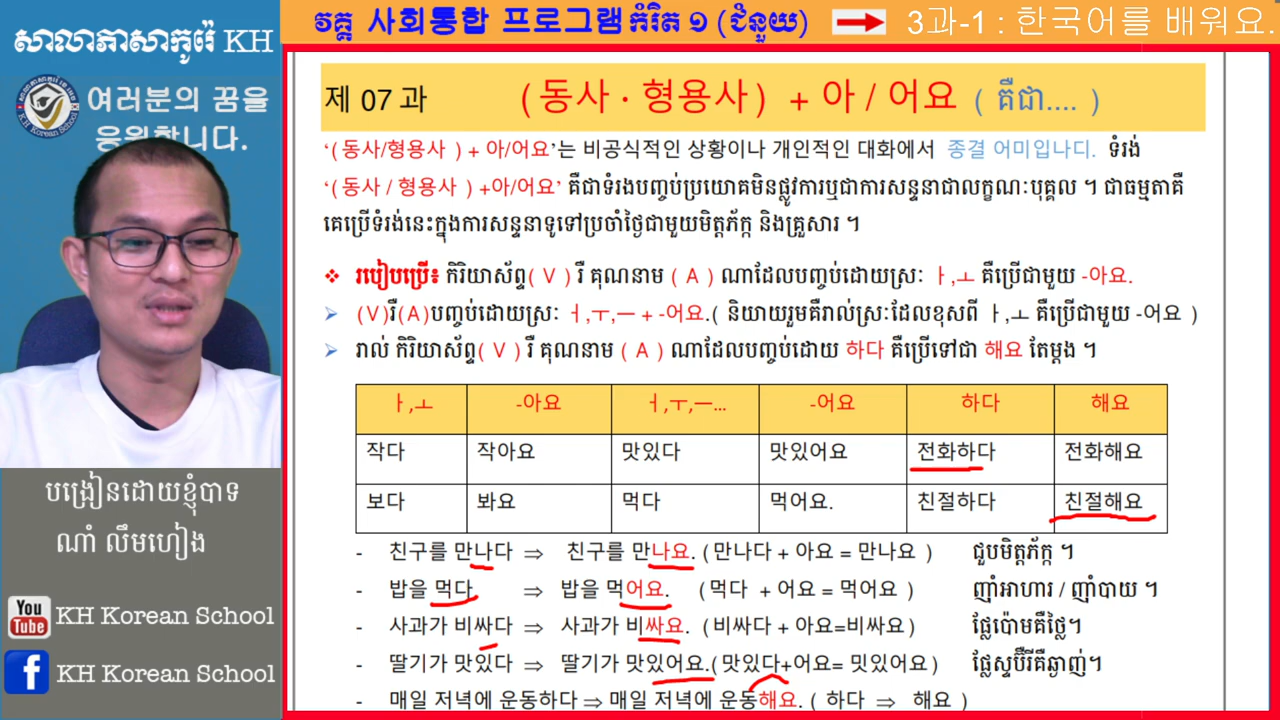 សាលាភាសាកូរ៉េ KH
여러분의 꿈을
응원합니다.
KH Korean School
បង្រៀនដោយខ្ញុំបាទ
ណាំ លឹមហៀង
You Tube KH Korean School
f KH Korean School
វគ្គ 사회통합 프로그램 កំរិត ១ (ជំនួយ) 3과-1 : 한국어를 배워요.
제 07 과 ( 동사 · 형용사 ) + 아 / 어요 ( គឺជា.... )
‘( 동사/형용사 ) + 아/어요’는 비공식적인 상황이나 개인적인 대화에서 종결 어미입나디. ទំរង់
‘( 동사 / 형용사 ) +아/어요’ គឺជាទំរងបញ្ចប់ប្រយោគមិនផ្លូវការឬជាការសន្ទនាជាលក្ខណៈបុគ្គល ។ ជាធម្មតាគឺ
គេប្រើទំរង់នេះក្នុងការសន្ទនាទូទៅប្រចាំថ្ងៃជាមួយមិត្តភ័ក្ក និងគ្រួសារ ។
❖ របៀបប្រើ៖ កិរិយាស័ព្ទ( V ) រឺ គុណនាម ( A ) ណាដែលបញ្ចប់ដោយស្រៈ ㅏ,ㅗ គឺប្រើជាមួយ -아요.
➢ (V)រឺ(A)បញ្ចប់ដោយស្រៈ ㅓ,ㅜ,ㅡ + -어요.( និយាយរួមគឺរាល់ស្រៈដែលខុសពី ㅏ,ㅗ គឺប្រើជាមួយ -어요 )
➢ រាល់ កិរិយាស័ព្ទ( V ) រឺ គុណនាម ( A ) ណាដែលបញ្ចប់ដោយ 하다 គឺប្រើទៅជា 해요 តែម្ដង ។
ㅏ,ㅗ -아요 ㅓ,ㅜ,ㅡ... -어요 하다 해요
작다 작아요 맛있다 맛있어요 전화하다 전화해요
보다 봐요 먹다 먹어요. 친절하다 친절해요
- 친구를 만나다 ⇒ 친구를 만나요. ( 만나다 + 아요 = 만나요 ) ជួបមិត្តភ័ក្ក ។
- 밥을 먹다 ⇒ 밥을 먹어요. ( 먹다 + 어요 = 먹어요 ) ញ៉ាំអាហារ / ញ៉ាំបាយ ។
- 사과가 비싸다 ⇒ 사과가 비싸요. ( 비싸다 + 아요=비싸요 ) ផ្លែប៉ោមគឺថ្លៃ។
- 딸기가 맛있다 ⇒ 딸기가 맛있어요.( 맛있다+어요= 밋있어요 ) ផ្លែស្ទប៊ឺរីគឺឆ្ងាញ់។
- 매일 저녁에 운동하다 ⇒ 매일 저녁에 운동해요. ( 하다 ⇒ 해요 )